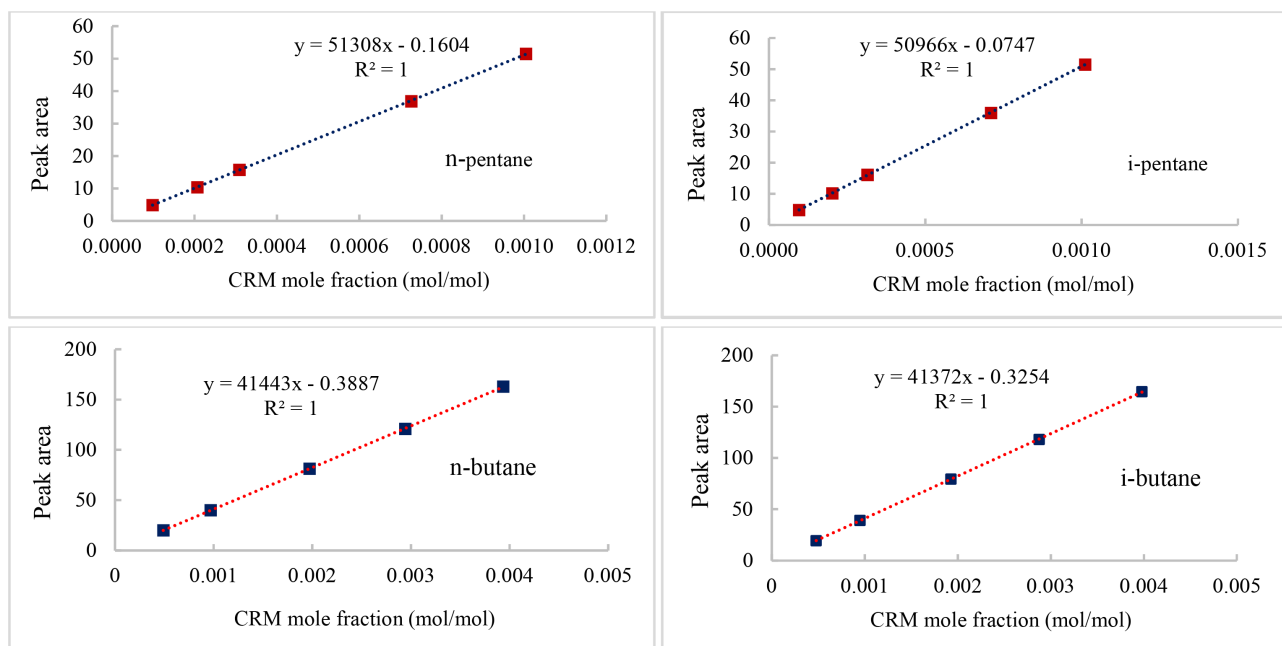 60
50
40
30
20
10
0
Peak area
y = 51308x - 0.1604
R² = 1
n-pentane
0.0000 0.0002 0.0004 0.0006 0.0008 0.0010 0.0012
CRM mole fraction (mol/mol)
60
50
40
30
20
10
0
Peak area
y = 50966x - 0.0747
R² = 1
i-pentane
0.0000 0.0005 0.0010 0.0015
CRM mole fraction (mol/mol)
200
150
100
50
0
Peak area
y = 41443x - 0.3887
R² = 1
n-butane
0 0.001 0.002 0.003 0.004 0.005
CRM mole fraction (mol/mol)
200
150
100
50
0
Peak area
y = 41372x - 0.3254
R² = 1
i-butane
0 0.001 0.002 0.003 0.004 0.005
CRM mole fraction (mol/mol)